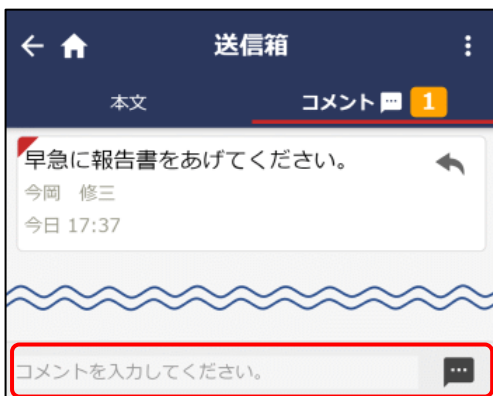 送信箱
本文
コメント 1
早急に報告書をあげてください。
今岡　修三
今日 17:37
コメントを入力してください。